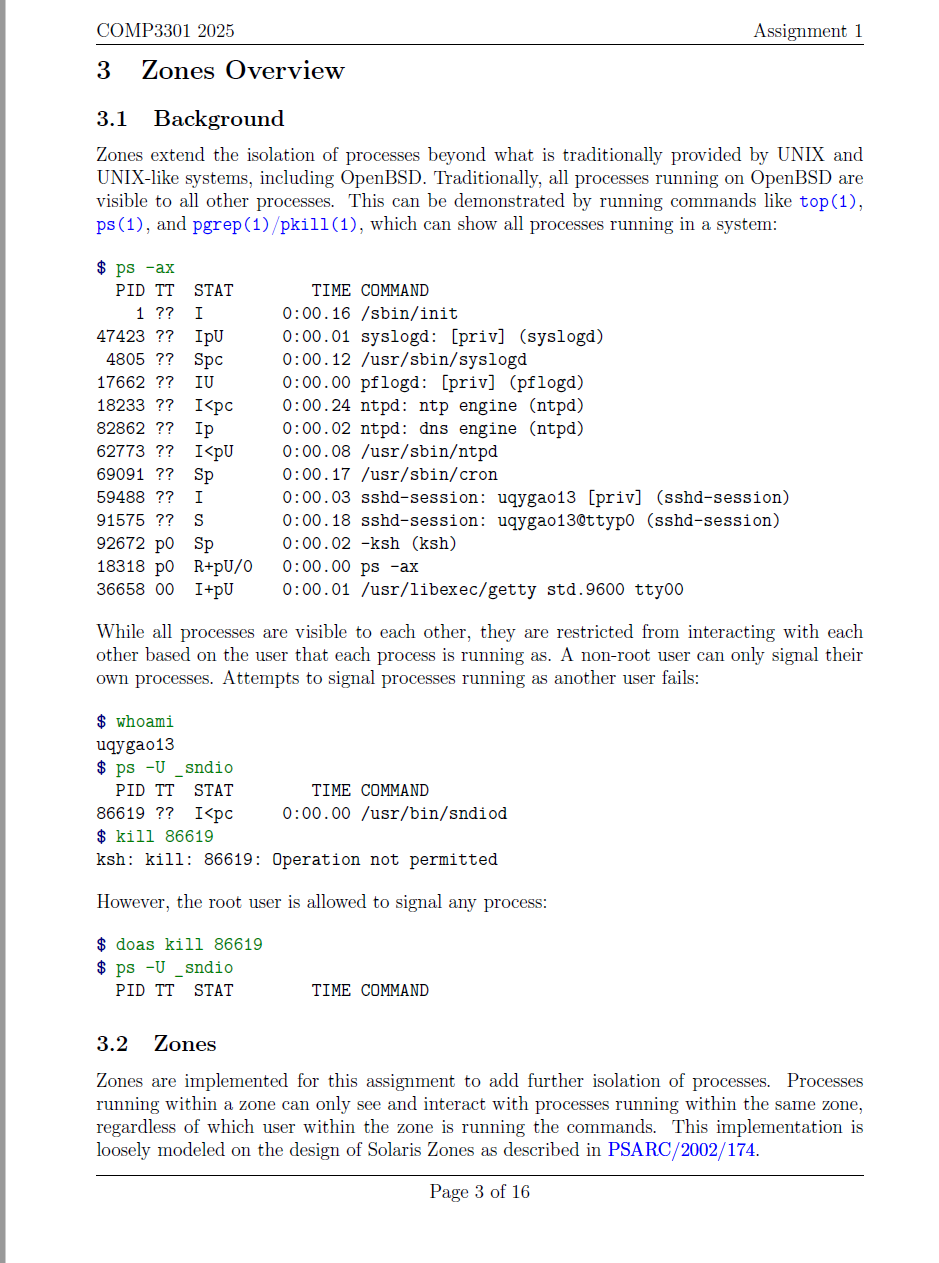 COMP3301 2025 Assignment 1
3 Zones Overview
3.1 Background
Zones extend the isolation of processes beyond what is traditionally provided by UNIX and
UNIX-like systems, including OpenBSD. Traditionally, all processes running on OpenBSD are
visible to all other processes. This can be demonstrated by running commands like top(1),
ps(1), and pgrep(1)/pkill(1), which can show all processes running in a system:
$ ps -ax
  PID TT  STAT        TIME COMMAND
    1 ??  I        0:00.16 /sbin/init
47423 ??  IpU      0:00.01 syslogd: [priv] (syslogd)
 4805 ??  Spc      0:00.12 /usr/sbin/syslogd
17662 ??  IU       0:00.00 pflogd: [priv] (pflogd)
18233 ??  I<pc     0:00.24 ntpd: ntp engine (ntpd)
82862 ??  Ip       0:00.02 ntpd: dns engine (ntpd)
62773 ??  I<pU     0:00.08 /usr/sbin/ntpd
69091 ??  Sp       0:00.17 /usr/sbin/cron
59488 ??  I        0:00.03 sshd-session: uqygao13 [priv] (sshd-session)
91575 ??  S        0:00.18 sshd-session: uqygao13@ttyp0 (sshd-session)
92672 p0  Sp       0:00.02 -ksh (ksh)
18318 p0  R+pU/0   0:00.00 ps -ax
36658 00  I+pU     0:00.01 /usr/libexec/getty std.9600 tty00
While all processes are visible to each other, they are restricted from interacting with each
other based on the user that each process is running as. A non-root user can only signal their
own processes. Attempts to signal processes running as another user fails:
$ whoami
uqygao13
$ ps -U _sndio
  PID TT  STAT        TIME COMMAND
86619 ??  I<pc     0:00.00 /usr/bin/sndiod
$ kill 86619
ksh: kill: 86619: Operation not permitted
However, the root user is allowed to signal any process:
$ doas kill 86619
$ ps -U _sndio
  PID TT  STAT        TIME COMMAND
3.2 Zones
Zones are implemented for this assignment to add further isolation of processes. Processes
running within a zone can only see and interact with processes running within the same zone,
regardless of which user within the zone is running the commands. This implementation is
loosely modeled on the design of Solaris Zones as described in PSARC/2002/174.
Page 3 of 16